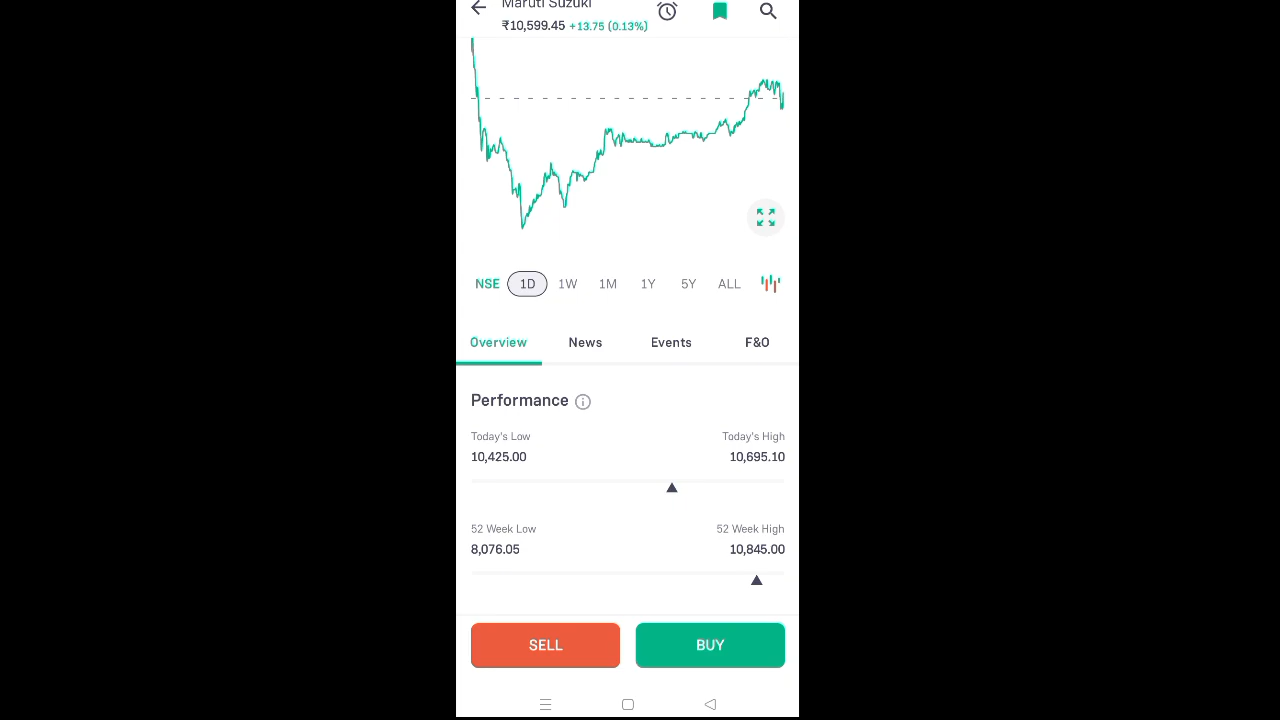 Maruti Suzuki
₹10,599.45 +13.75 (0.13%)
NSE 1D 1W 1M 1Y 5Y ALL
Overview News Events F&O
Performance
Today's Low Today's High
10,425.00 10,695.10
52 Week Low 52 Week High
8,076.05 10,845.00
SELL BUY